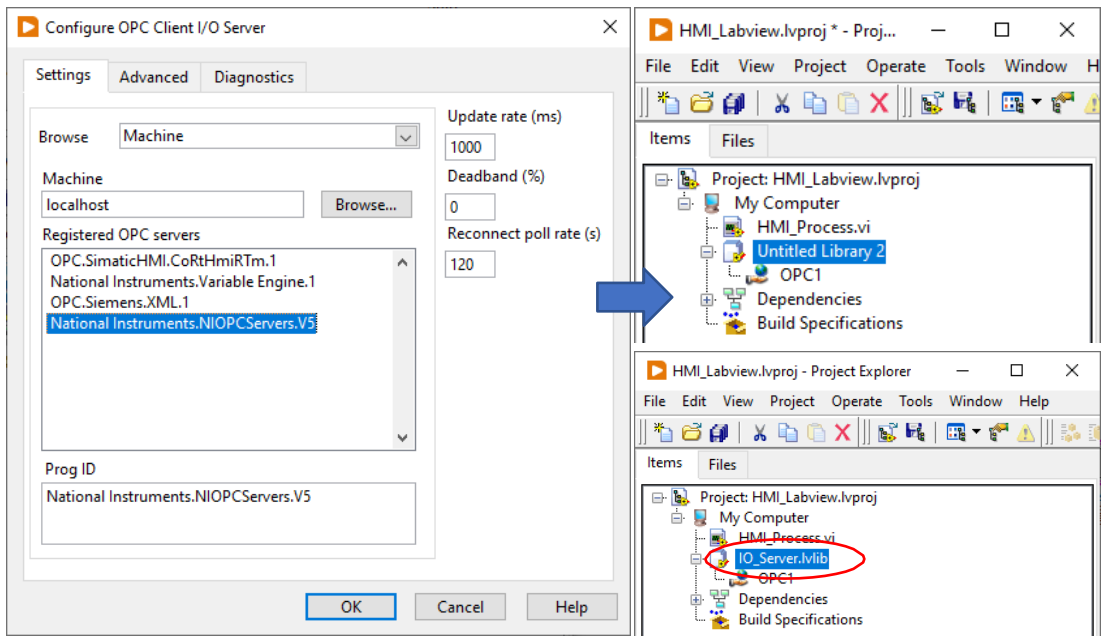 Configure OPC Client I/O Server
Settings Advanced Diagnostics
Browse Machine
Machine
localhost Browse...
Registered OPC servers
OPC.SimaticHMI.CoRtHmiRTm.1
National Instruments.Variable Engine.1
OPC.Siemens.XML.1
National Instruments.NIOPCServers.V5
Prog ID
National Instruments.NIOPCServers.V5
Update rate (ms)
1000
Deadband (%)
0
Reconnect poll rate (s)
120
OK Cancel Help
HMI_Labview.lvproj * - Proj...
File Edit View Project Operate Tools Window H
Items Files
Project: HMI_Labview.lvproj
My Computer
HMI_Process.vi
Untitled Library 2
OPC1
Dependencies
Build Specifications
HMI_Labview.lvproj - Project Explorer
File Edit View Project Operate Tools Window Help
Items Files
Project: HMI_Labview.lvproj
My Computer
HMI_Process.vi
IO_Server.lvlib
OPC1
Dependencies
Build Specifications